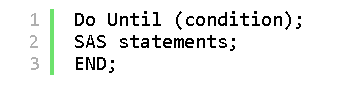 1 Do Until (condition);
2 SAS statements;
3 END;